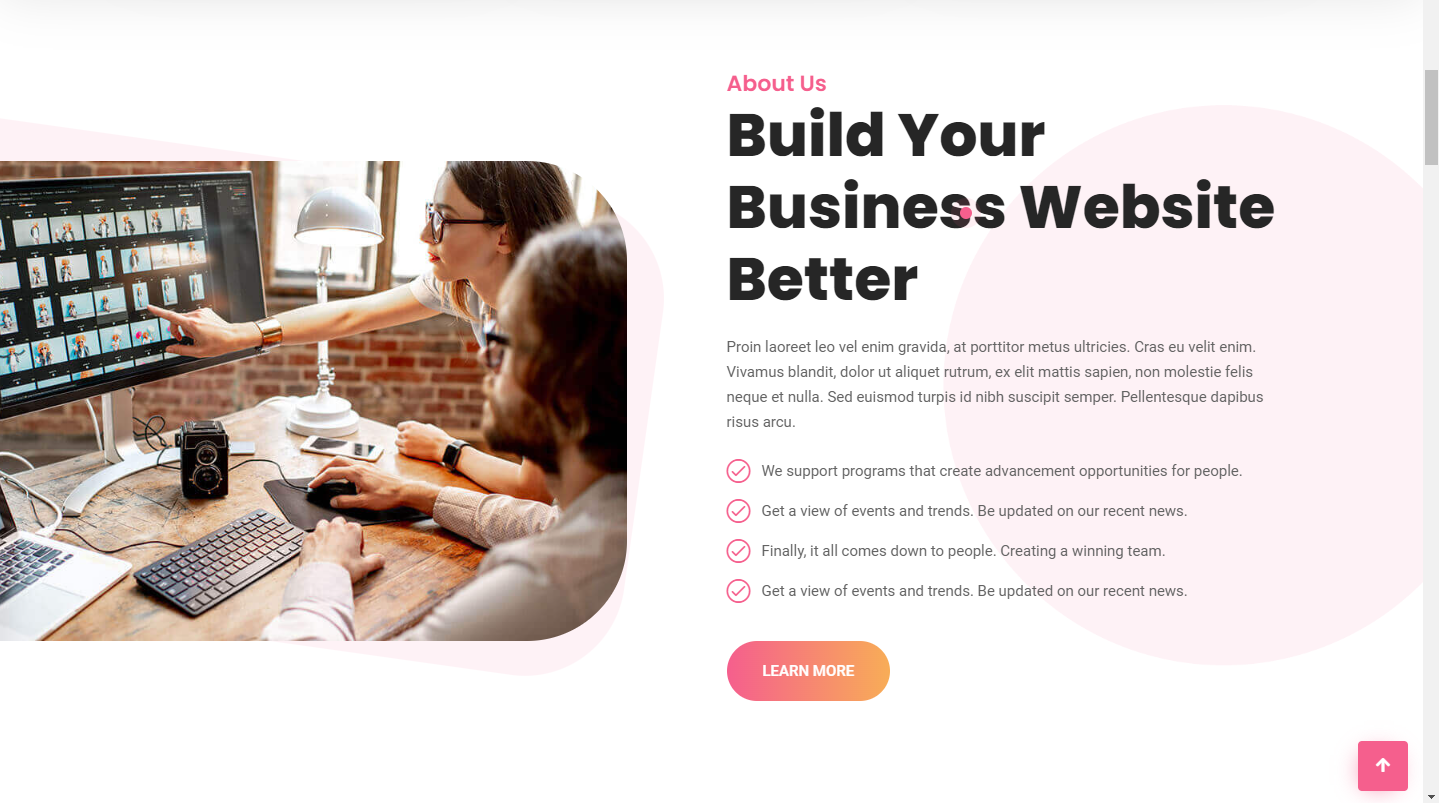 About Us
Build Your
Business Website
Better
Proin laoreet leo vel enim gravida, at porttitor metus ultricies. Cras eu velit enim.
Vivamus blandit, dolor ut aliquet rutrum, ex elit mattis sapien, non molestie felis
neque et nulla. Sed euismod turpis id nibh suscipit semper. Pellentesque dapibus
risus arcu.
We support programs that create advancement opportunities for people.
Get a view of events and trends. Be updated on our recent news.
Finally, it all comes down to people. Creating a winning team.
Get a view of events and trends. Be updated on our recent news.
LEARN MORE